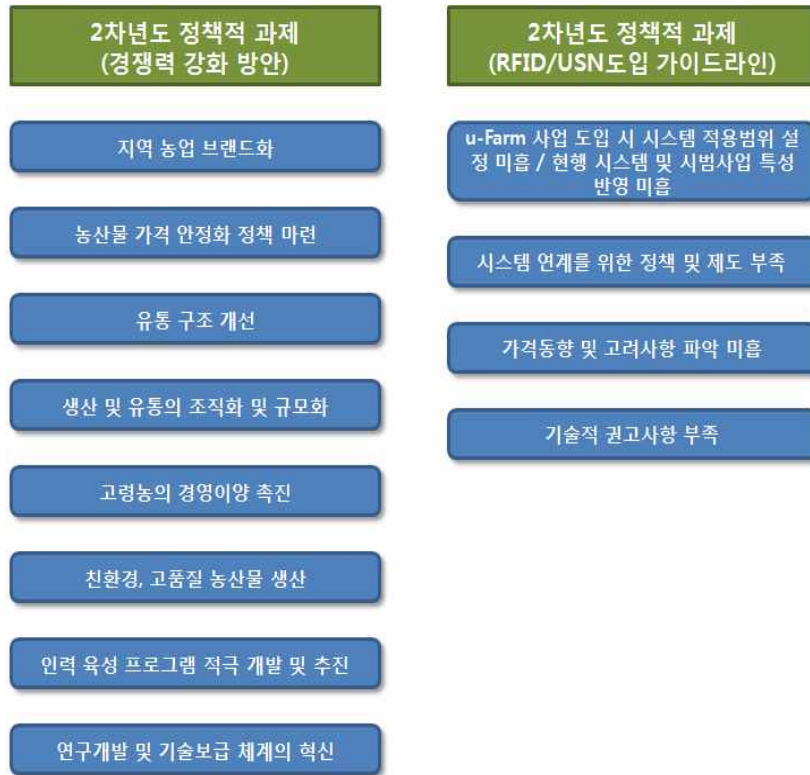 2차년도 정책적 과제
(경쟁력 강화 방안)
지역 농업 브랜드화
농산물 가격 안정화 정책 마련
유통 구조 개선
생산 및 유통의 조직화 및 규모화
고령농의 경영이양 촉진
친환경, 고품질 농산물 생산
인력 육성 프로그램 적극 개발 및 추진
연구개발 및 기술보급 체계의 혁신
2차년도 정책적 과제
(RFID/USN도입 가이드라인)
u-Farm 사업 도입 시 시스템 적용범위 설
정 미흡 / 현행 시스템 및 시범사업 특성
반영 미흡
시스템 연계를 위한 정책 및 제도 부족
가격동향 및 고려사항 파악 미흡
기술적 권고사항 부족